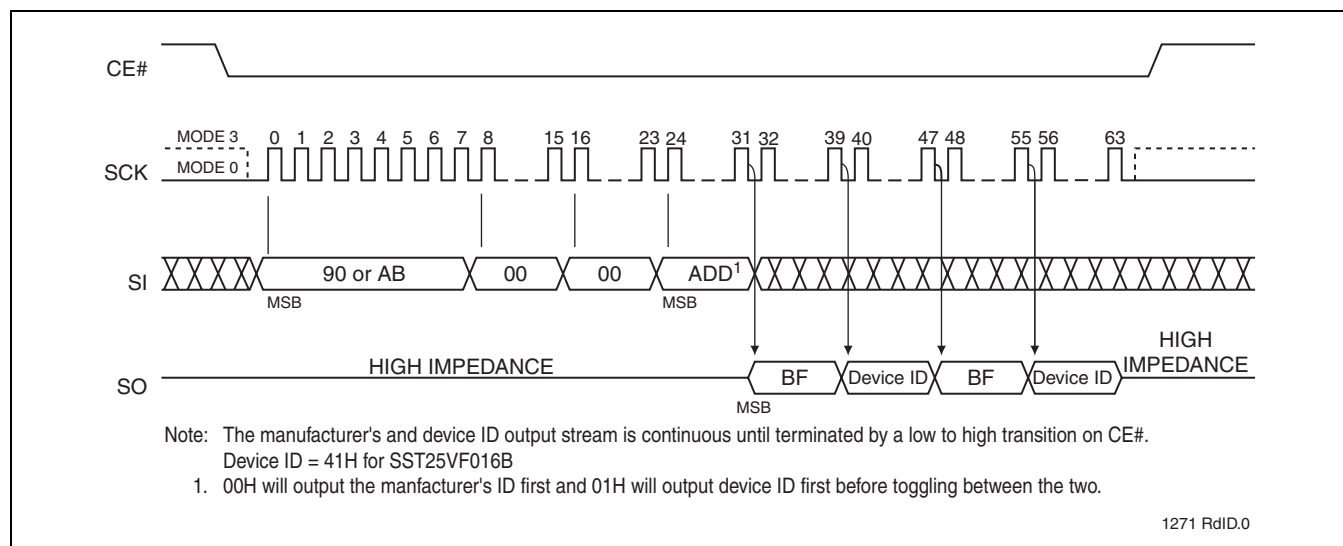 CE#
MODE 3 0 1 2 3 4 5 6 7 8 15 16 23 24 31 32 39 40 47 48 55 56 63
SCK MODE 0
SI 90 or AB 00 00 ADD1
MSB MSB
HIGH IMPEDANCE HIGH IMPEDANCE
SO BF Device ID BF Device ID
MSB
Note: The manufacturer's and device ID output stream is continuous until terminated by a low to high transition on CE#.
Device ID = 41H for SST25VF016B
1. 00H will output the manfacturer's ID first and 01H will output device ID first before toggling between the two.
1271 RdID.0